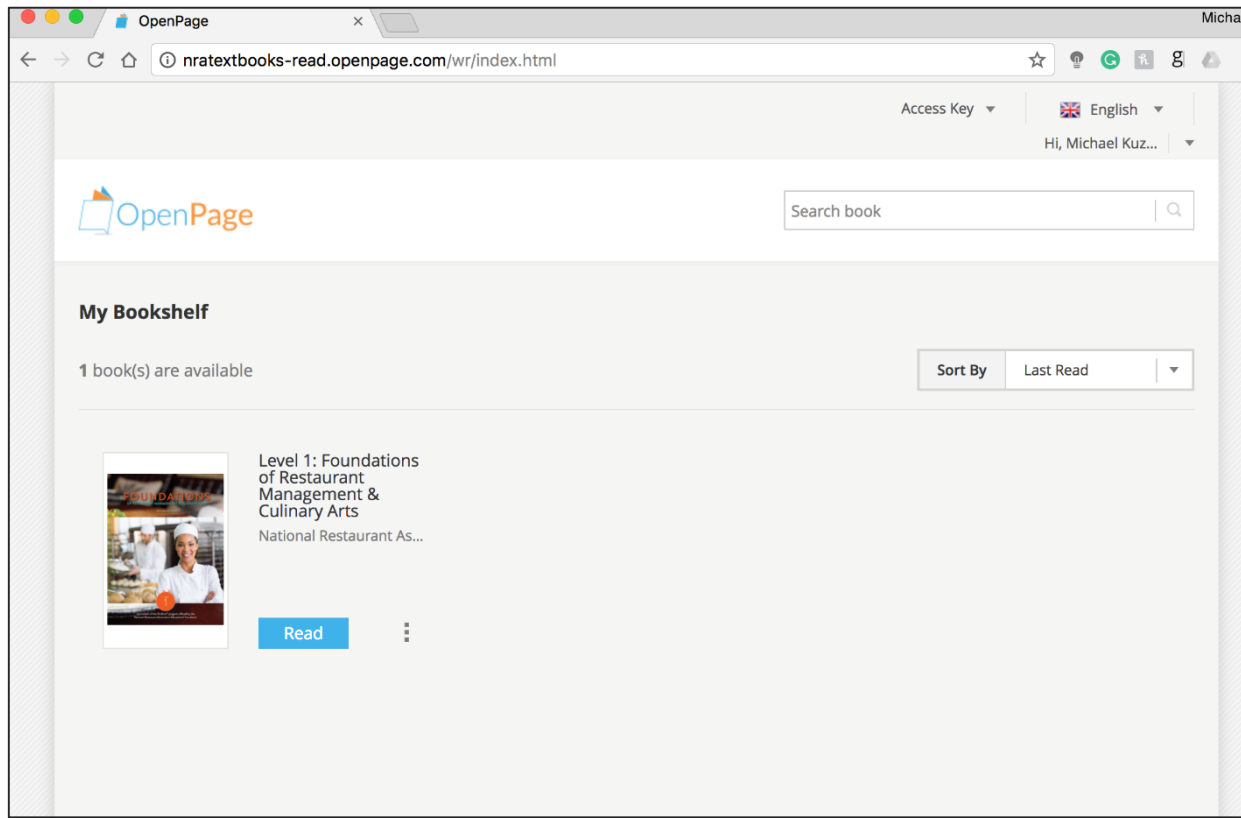 OpenPage
Micha
nratextbooks-read.openpage.com/wr/index.html
Access Key
English
Hi, Michael Kuz...
OpenPage
Search book
My Bookshelf
1 book(s) are available
Sort By Last Read
FOUNDATIONS
Level 1: Foundations
of Restaurant
Management &
Culinary Arts
National Restaurant As...
Read